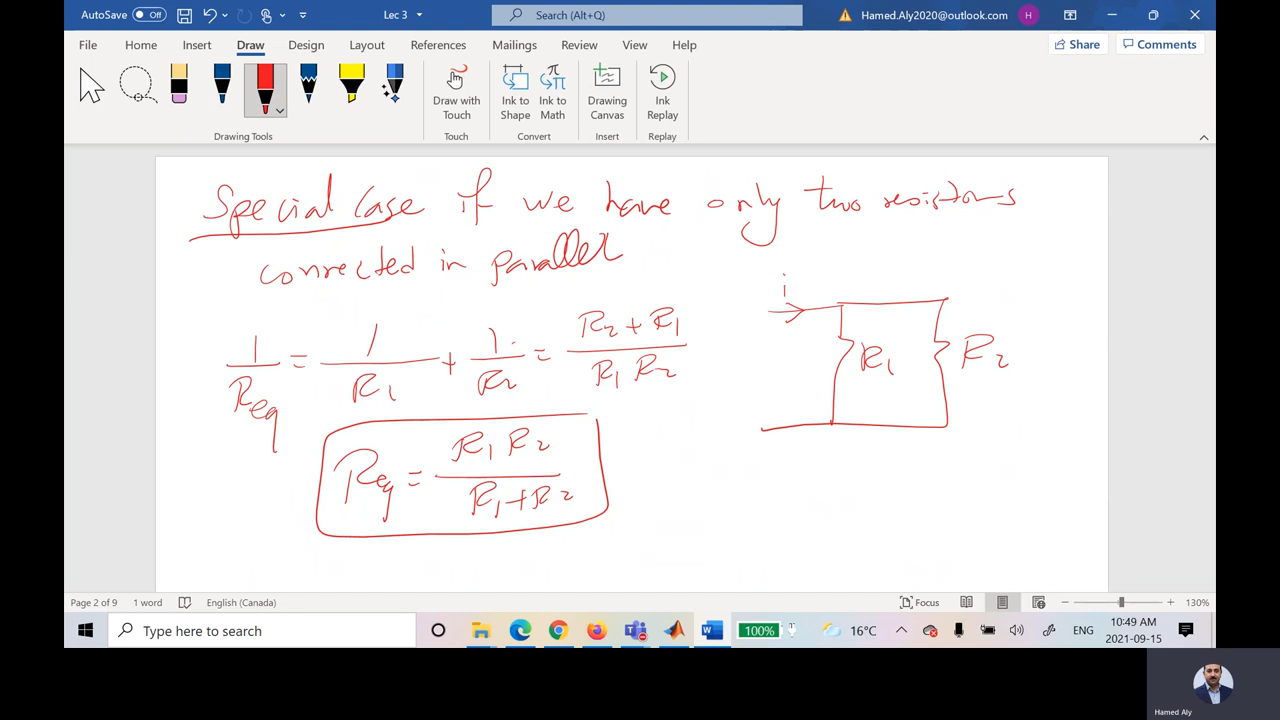 AutoSave Off Lec 3 Search (Alt+Q) Hamed.Aly2020@outlook.com H
File Home Insert Draw Design Layout References Mailings Review View Help Share Comments
Draw with Touch Ink to Shape Ink to Math Drawing Canvas Ink Replay
Drawing Tools Touch Convert Insert Replay
Special case if we have only two resistors
connected in parallel
i
1/Req = 1/R1 + 1/R2 = (R2 + R1)/(R1 R2)
R1 R2
Req = R1 R2/(R1 + R2)
Page 2 of 9 1 word English (Canada) Focus 130%
Type here to search 100% 16°C ENG 10:49 AM
2021-09-15
Hamed Aly